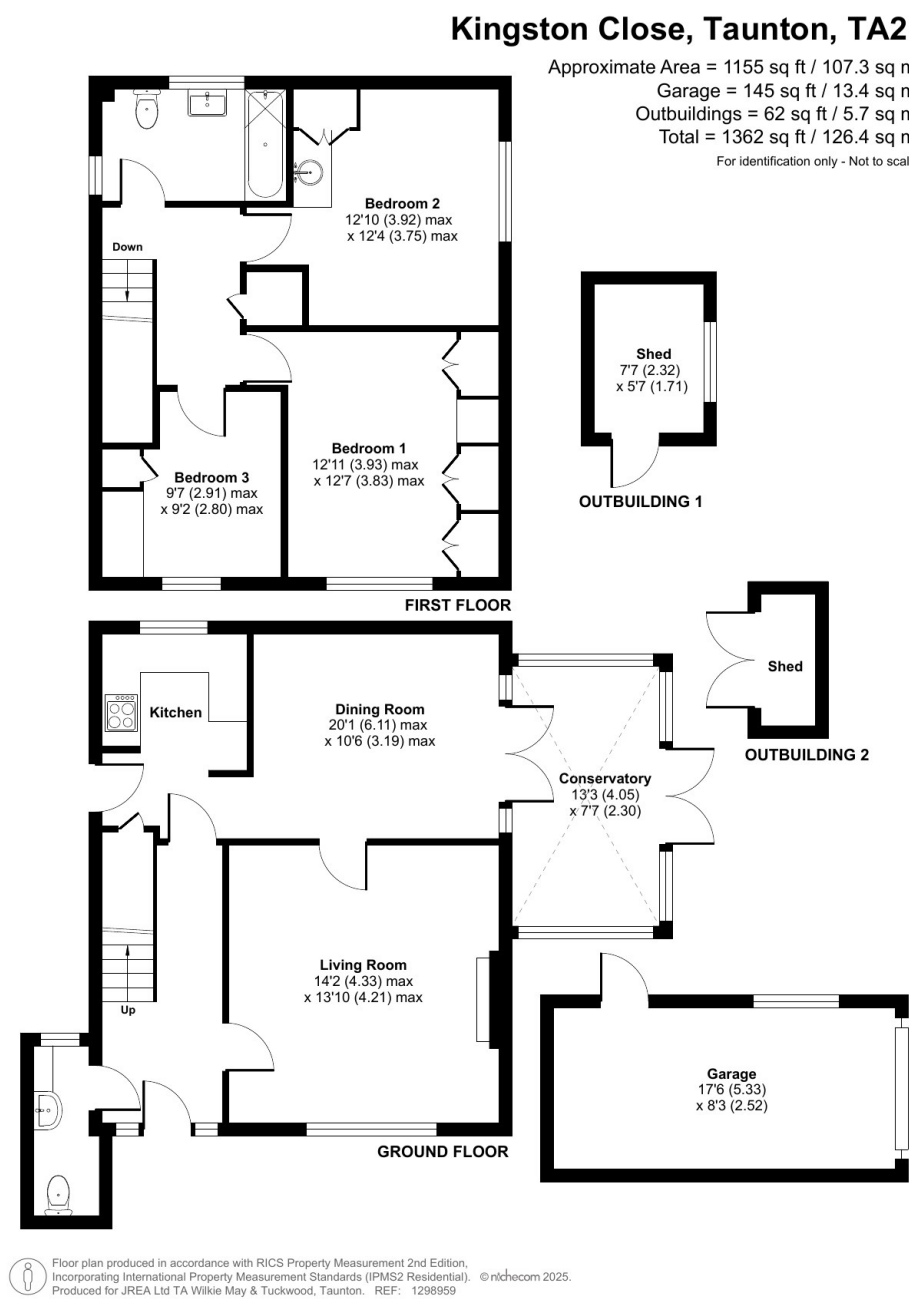 Kingston Close, Taunton, TA2
Approximate Area = 1155 sq ft / 107.3 sq
Garage = 145 sq ft / 13.4 sq
Outbuildings = 62 sq ft / 5.7 sq
Total = 1362 sq ft / 126.4 sq
For identification only - Not to scal
Bedroom 2
12'10 (3.92) max
x 12'4 (3.75) max
Down
Shed
7'7 (2.32)
x 5'7 (1.71)
OUTBUILDING 1
Bedroom 1
12'11 (3.93) max
x 12'7 (3.83) max
Bedroom 3
9'7 (2.91) max
x 9'2 (2.80) max
FIRST FLOOR
Shed
OUTBUILDING 2
Kitchen
Dining Room
20'1 (6.11) max
x 10'6 (3.19) max
Conservatory
13'3 (4.05)
x 7'7 (2.30)
Living Room
14'2 (4.33) max
x 13'10 (4.21) max
Up
Garage
17'6 (5.33)
x 8'3 (2.52)
GROUND FLOOR
Floor plan produced in accordance with RICS Property Measurement 2nd Edition,
Incorporating International Property Measurement Standards (IPMS2 Residential). © nichecom 2025.
Produced for JREA Ltd TA Wilkie May & Tuckwood, Taunton. REF: 1298959